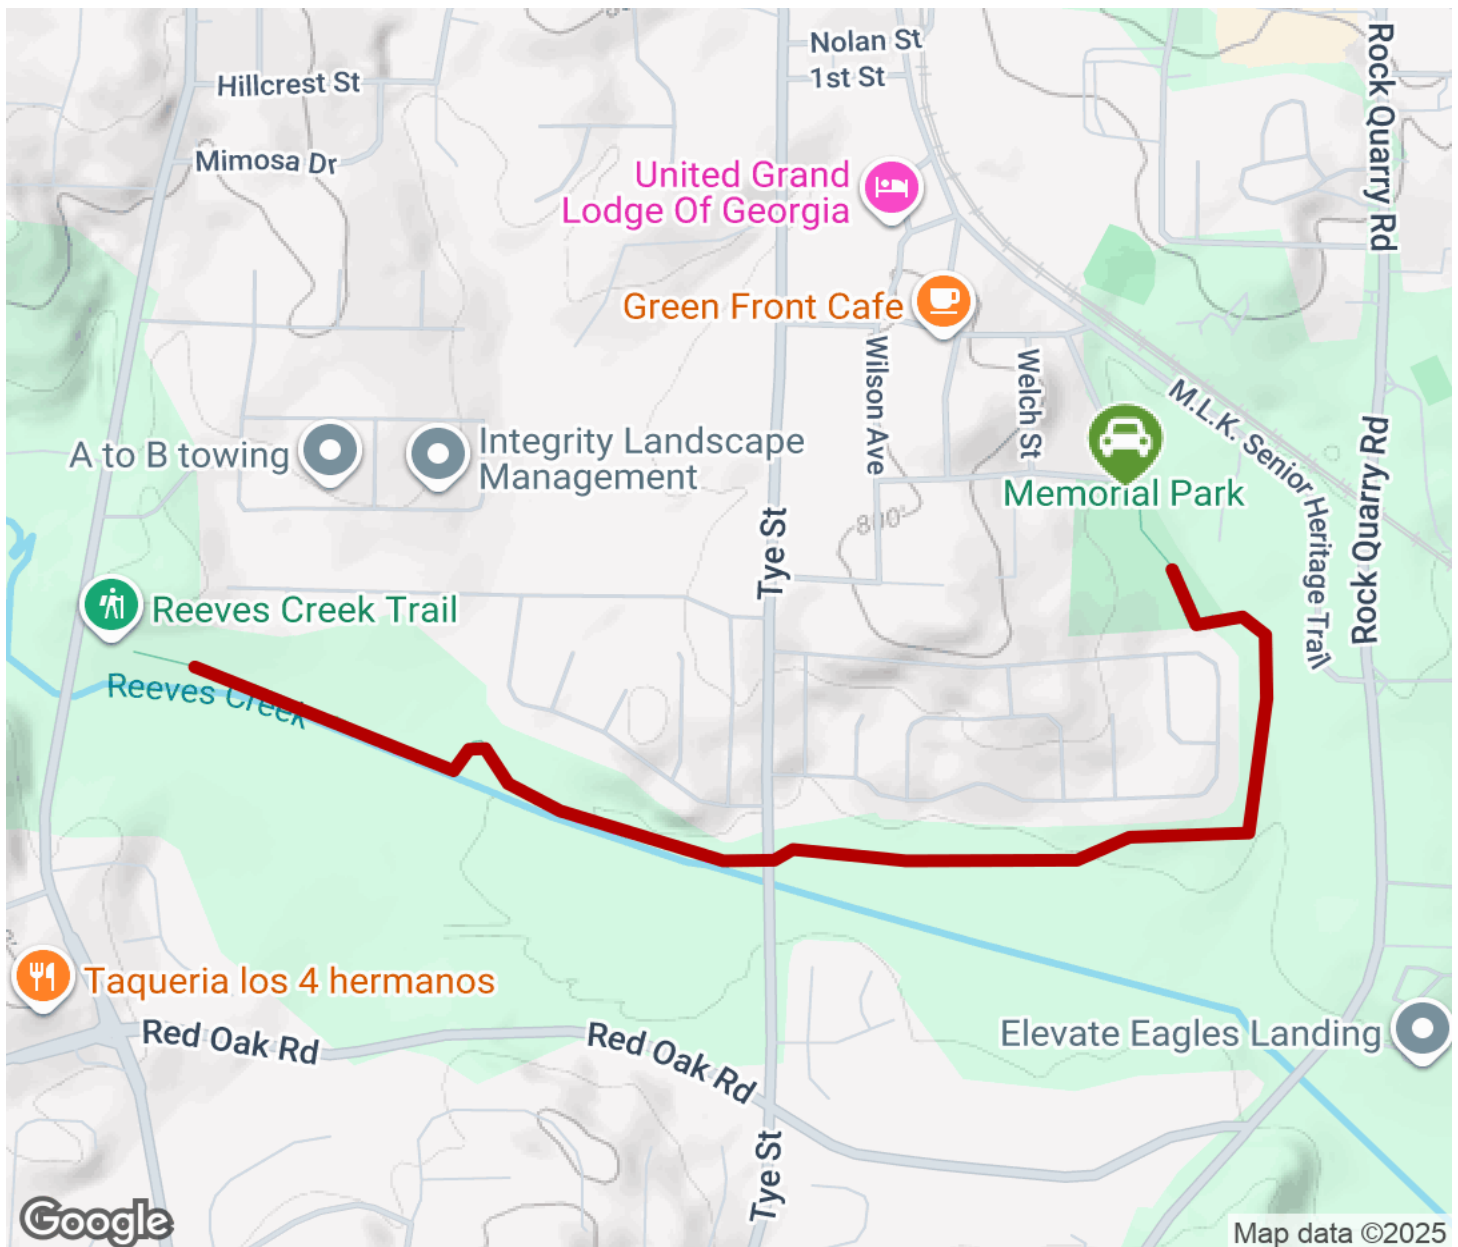 Nolan St
1st St
Hillcrest St
Mimosa Dr
Rock Quarry Rd
United Grand
Lodge Of Georgia
Green Front Cafe
Wilson Ave
Welch St
M.L.K. Senior Heritage Trail
A to B towing
Integrity Landscape
Management
Memorial Park
800'
Tye St
Rock Quarry Rd
Reeves Creek Trail
Reeves Creek
Taqueria los 4 hermanos
Red Oak Rd
Red Oak Rd
Elevate Eagles Landing
Tye St
Google
Map data ©2025